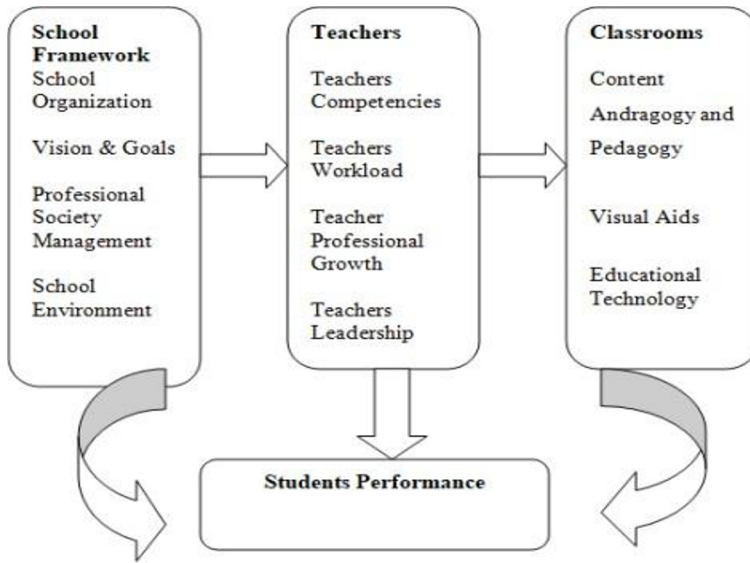 School
Framework
School
Organization
Vision & Goals
Professional
Society
Management
School
Environment
Teachers
Teachers
Competencies
Teachers
Workload
Teacher
Professional
Growth
Teachers
Leadership
Classrooms
Content
Andragogy and
Pedagogy
Visual Aids
Educational
Technology
Students Performance